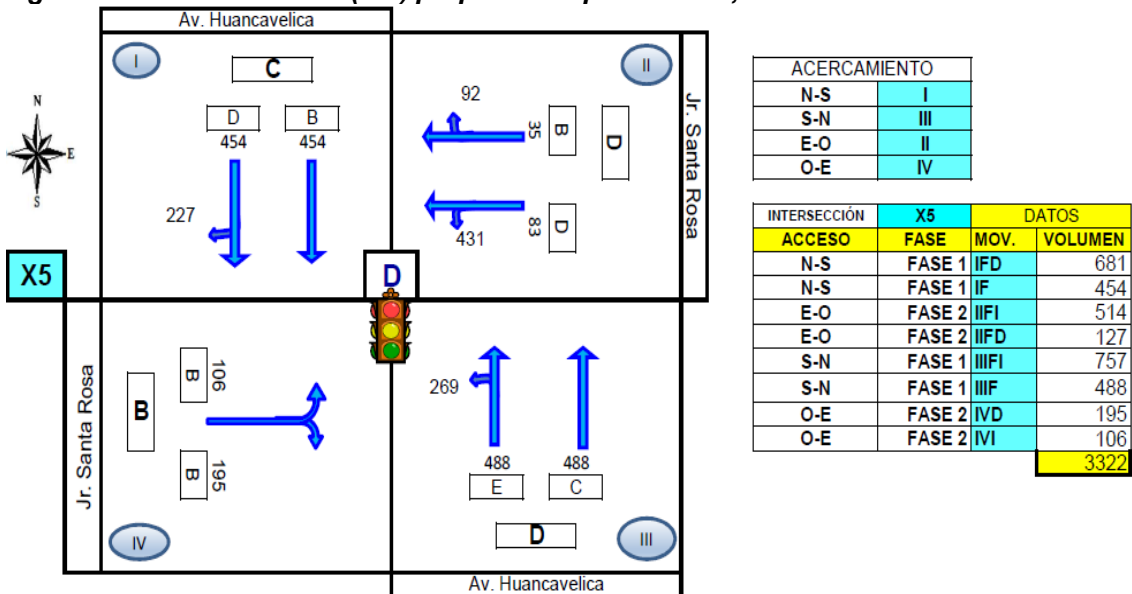 Av. Huancavelica
I
C
II
D
B
454
454
227
92
35
B
D
431
83
D
Jr. Santa Rosa
N
E
S
X5
D
Jr. Santa Rosa
B
B
106
B
195
IV
269
488
488
E
C
D
III
Av. Huancavelica
ACERCAMIENTO
N-S I
S-N III
E-O II
O-E IV
INTERSECCIÓN X5 DATOS
ACCESO FASE MOV. VOLUMEN
N-S FASE 1 IFD 681
N-S FASE 1 IF 454
E-O FASE 2 IIFI 514
E-O FASE 2 IIFD 127
S-N FASE 1 IIIFI 757
S-N FASE 1 IIIF 488
O-E FASE 2 IVD 195
O-E FASE 2 IVI 106
3322